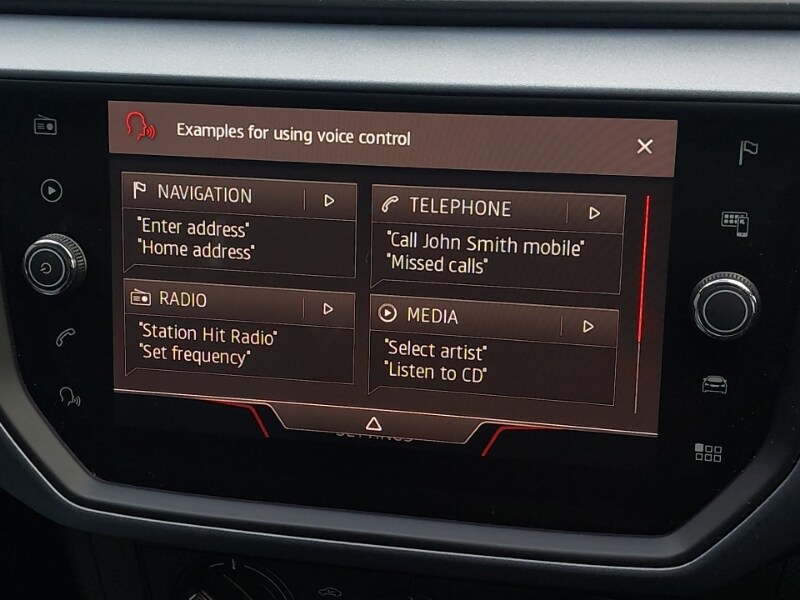 Examples for using voice control
NAVIGATION
"Enter address"
"Home address"
TELEPHONE
"Call John Smith mobile"
"Missed calls"
RADIO
"Station Hit Radio"
"Set frequency"
MEDIA
"Select artist"
"Listen to CD"
SETTINGS